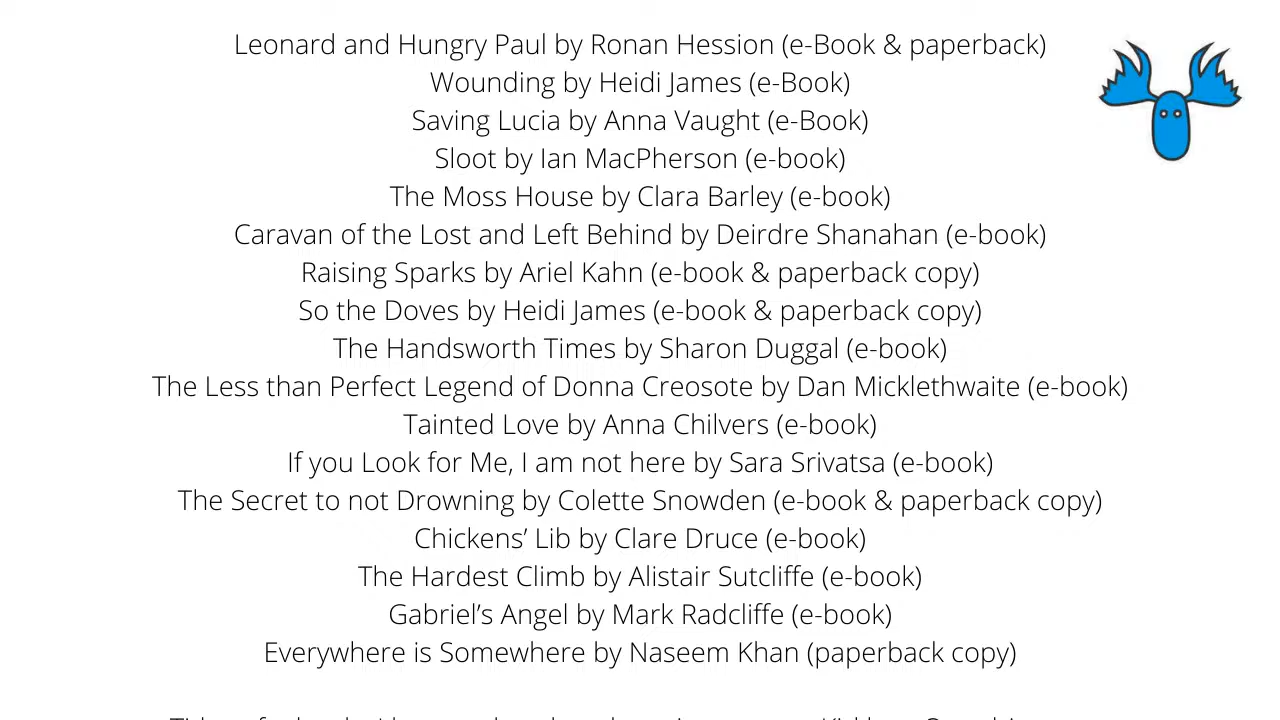 Leonard and Hungry Paul by Ronan Hession (e-Book & paperback)
Wounding by Heidi James (e-Book)
Saving Lucia by Anna Vaught (e-Book)
Sloot by Ian MacPherson (e-book)
The Moss House by Clara Barley (e-book)
Caravan of the Lost and Left Behind by Deirdre Shanahan (e-book)
Raising Sparks by Ariel Kahn (e-book & paperback copy)
So the Doves by Heidi James (e-book & paperback copy)
The Handsworth Times by Sharon Duggal (e-book)
The Less than Perfect Legend of Donna Creosote by Dan Micklethwaite (e-book)
Tainted Love by Anna Chilvers (e-book)
If you Look for Me, I am not here by Sara Srivatsa (e-book)
The Secret to not Drowning by Colette Snowden (e-book & paperback copy)
Chickens’ Lib by Clare Druce (e-book)
The Hardest Climb by Alistair Sutcliffe (e-book)
Gabriel’s Angel by Mark Radcliffe (e-book)
Everywhere is Somewhere by Naseem Khan (paperback copy)